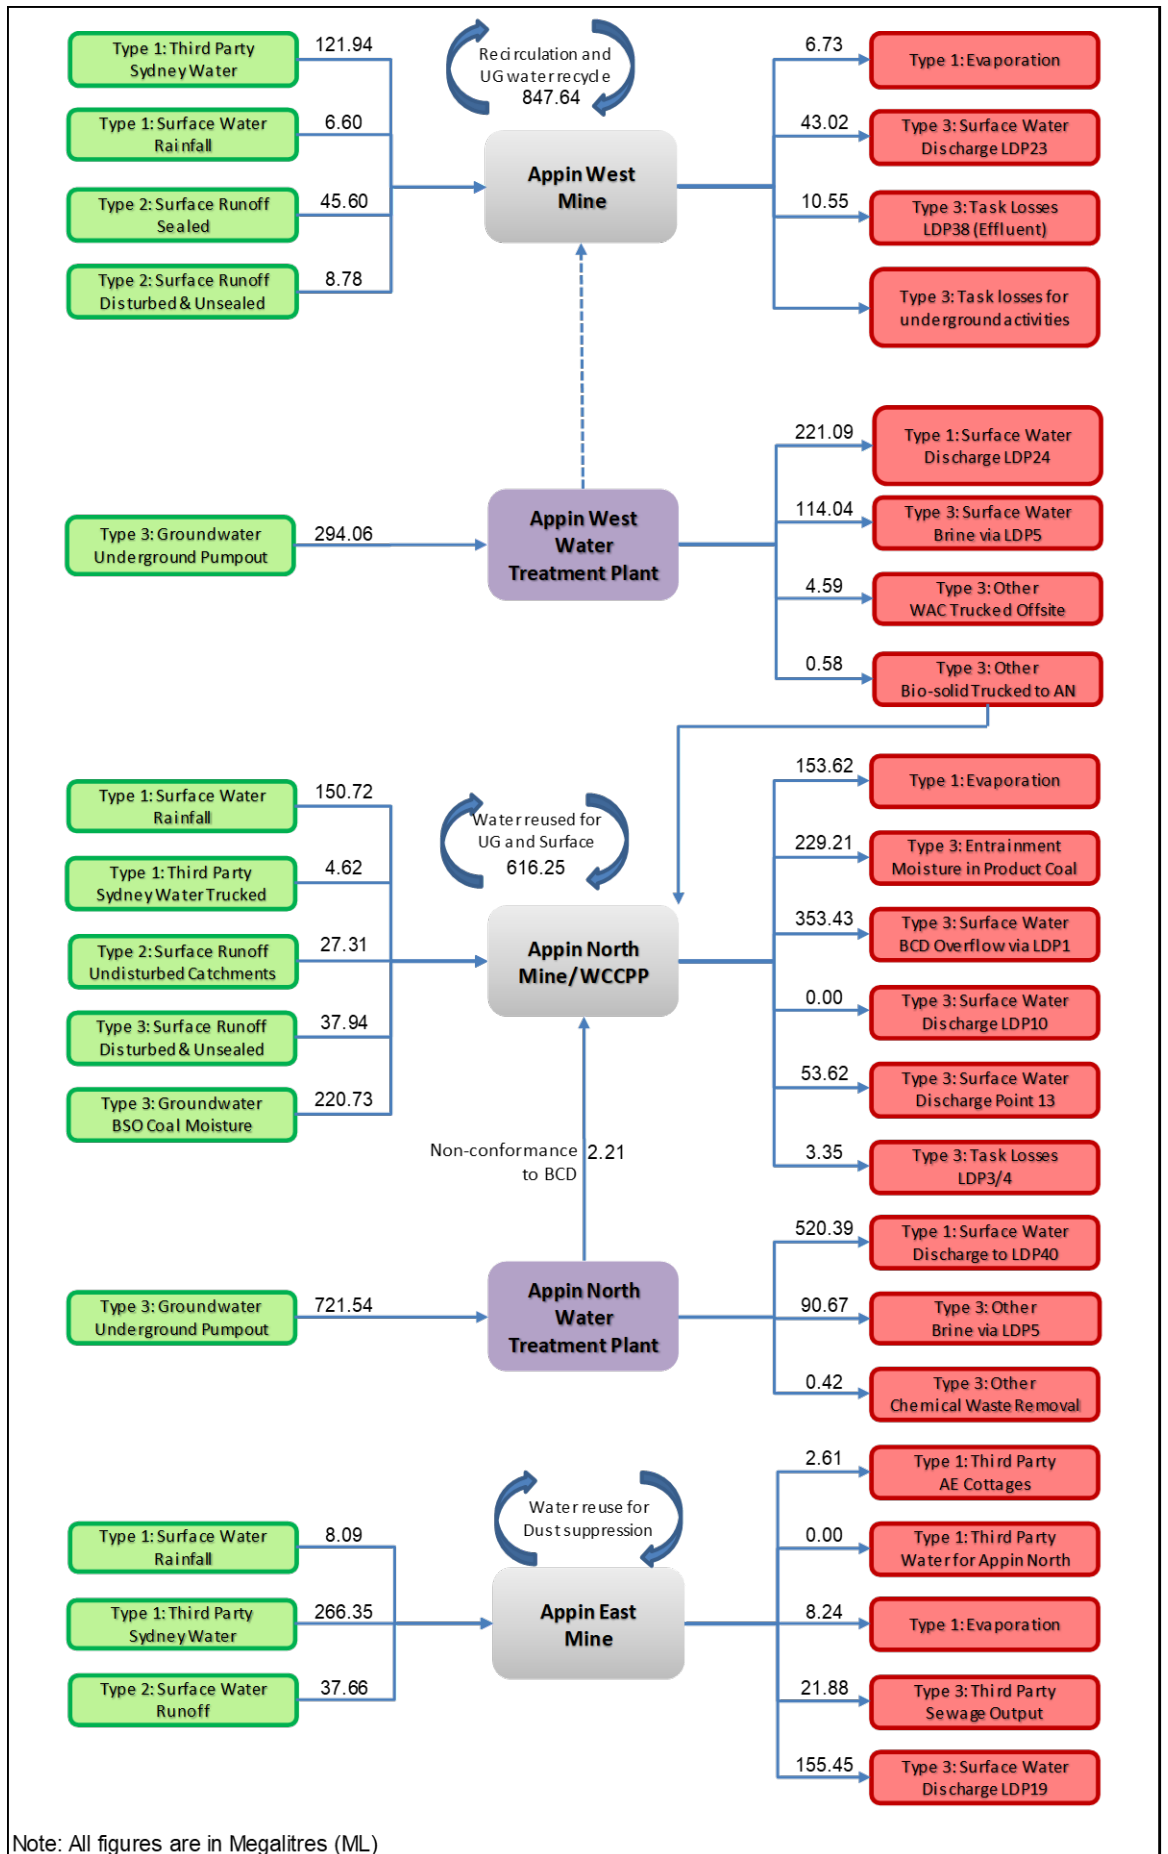 Type 1: Third Party
Sydney Water
121.94
Type 1: Surface Water
Rainfall
6.60
Type 2: Surface Runoff
Sealed
45.60
Type 2: Surface Runoff
Disturbed & Unsealed
8.78
Recirculation and
UG water recycle
847.64
Appin West
Mine
6.73
Type 1: Evaporation
43.02
Type 3: Surface Water
Discharge LDP23
10.55
Type 3: Task Losses
LDP38 (Effluent)
Type 3: Task losses for
underground activities
Type 3: Groundwater
Underground Pumpout
294.06
Appin West
Water
Treatment Plant
221.09
Type 1: Surface Water
Discharge LDP24
114.04
Type 3: Surface Water
Brine via LDP5
4.59
Type 3: Other
WAC Trucked Offsite
0.58
Type 3: Other
Bio-solid Trucked to AN
Type 1: Surface Water
Rainfall
150.72
Type 1: Third Party
Sydney Water Trucked
4.62
Type 2: Surface Runoff
Undisturbed Catchments
27.31
Type 3: Surface Runoff
Disturbed & Unsealed
37.94
Type 3: Groundwater
BSO Coal Moisture
220.73
Water reused for
UG and Surface
616.25
Appin North
Mine/WCCPP
153.62
Type 1: Evaporation
229.21
Type 3: Entrainment
Moisture in Product Coal
353.43
Type 3: Surface Water
BCD Overflow via LDP1
0.00
Type 3: Surface Water
Discharge LDP10
53.62
Type 3: Surface Water
Discharge Point 13
3.35
Type 3: Task Losses
LDP3/4
Non-conformance
to BCD
2.21
Type 3: Groundwater
Underground Pumpout
721.54
Appin North
Water
Treatment Plant
520.39
Type 1: Surface Water
Discharge to LDP40
90.67
Type 3: Other
Brine via LDP5
0.42
Type 3: Other
Chemical Waste Removal
Type 1: Surface Water
Rainfall
8.09
Type 1: Third Party
Sydney Water
266.35
Type 2: Surface Water
Runoff
37.66
Water reuse for
Dust suppression
Appin East
Mine
2.61
Type 1: Third Party
AE Cottages
0.00
Type 1: Third Party
Water for Appin North
8.24
Type 1: Evaporation
21.88
Type 3: Third Party
Sewage Output
155.45
Type 3: Surface Water
Discharge LDP19
Note: All figures are in Megalitres (ML)